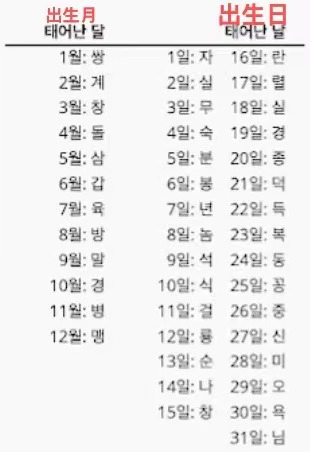 出生月 出生日
태어난 달 태어난 날
1월: 쌍 1일: 자 16일: 란
2월: 계 2일: 실 17일: 렬
3월: 창 3일: 무 18일: 실
4월: 돌 4일: 숙 19일: 경
5월: 삼 5일: 분 20일: 종
6월: 갑 6일: 봉 21일: 덕
7월: 육 7일: 년 22일: 득
8월: 방 8일: 놈 23일: 복
9월: 말 9일: 석 24일: 동
10월: 경 10일: 식 25일: 꽁
11월: 병 11일: 걸 26일: 중
12월: 맹 12일: 룡 27일: 신
13일: 순 28일: 미
14일: 나 29일: 오
15일: 창 30일: 욕
31일: 님